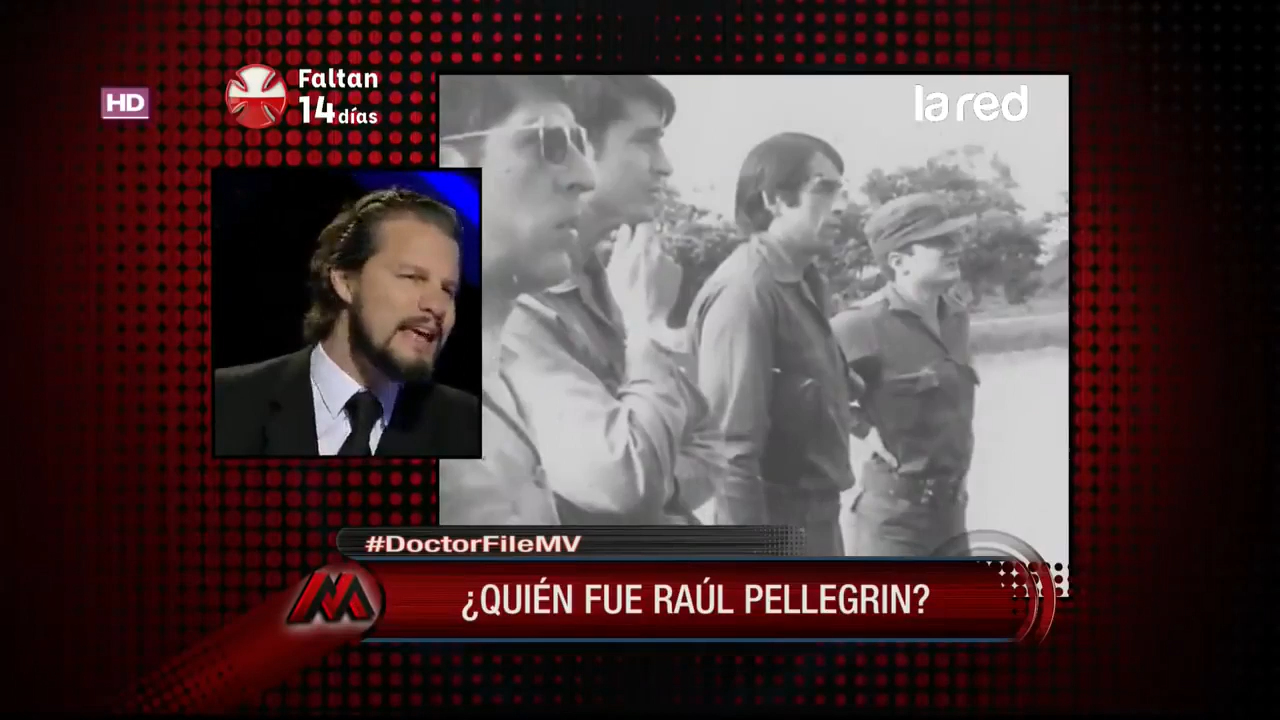 HD
Faltan
14 días
la red
#DoctorFileMV
¿QUIÉN FUE RAÚL PELLEGRIN?